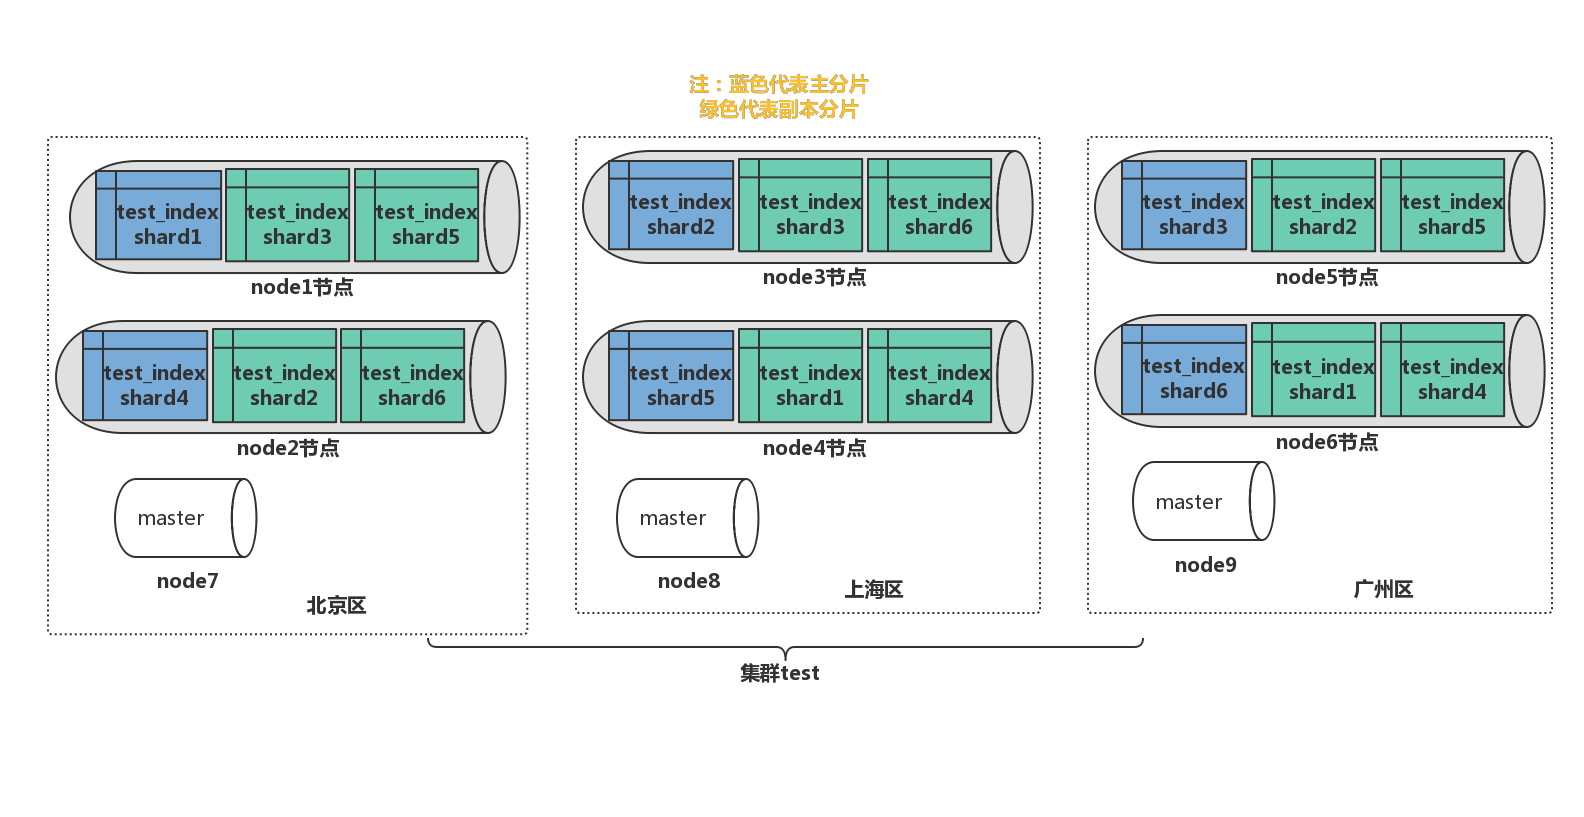 注：蓝色代表主分片
绿色代表副本分片
test_index
shard1
test_index
shard3
test_index
shard5
node1节点
test_index
shard4
test_index
shard2
test_index
shard6
node2节点
master
node7
北京区
test_index
shard2
test_index
shard3
test_index
shard6
node3节点
test_index
shard5
test_index
shard1
test_index
shard4
node4节点
master
node8
上海区
test_index
shard3
test_index
shard2
test_index
shard5
node5节点
test_index
shard6
test_index
shard1
test_index
shard4
node6节点
master
node9
广州区
集群test